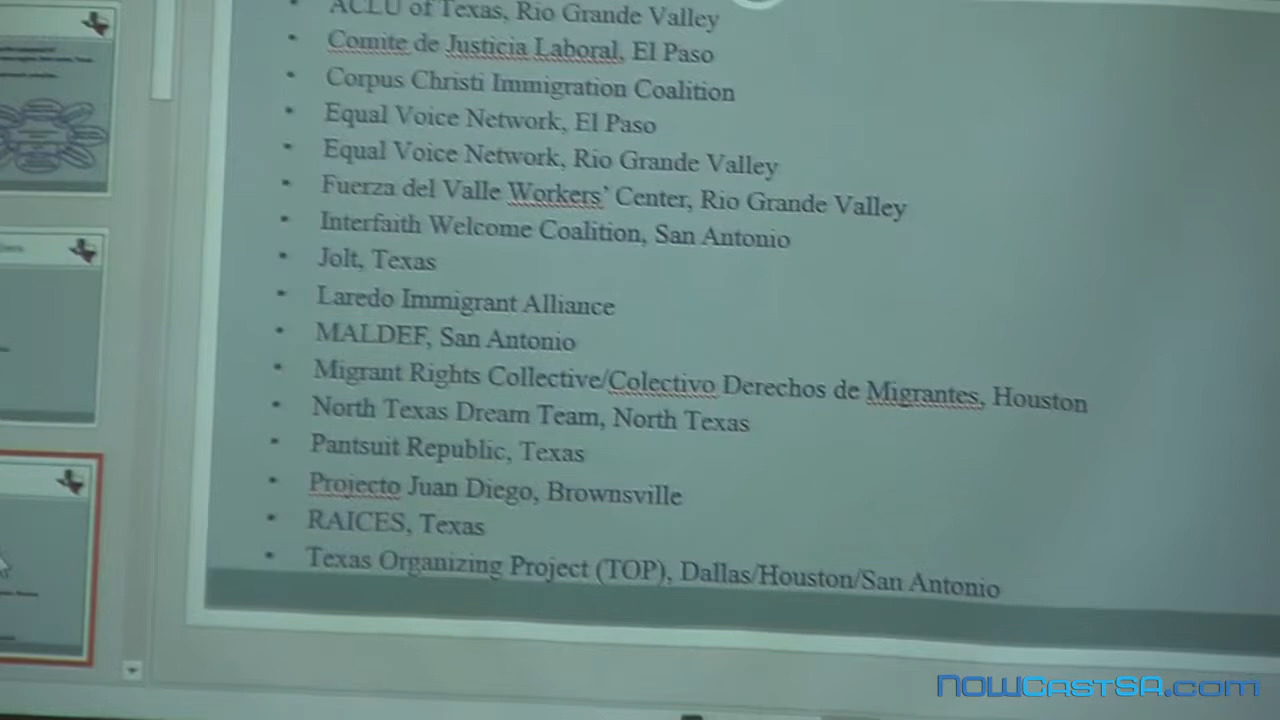 ACLU of Texas, Rio Grande Valley
Comite de Justicia Laboral, El Paso
Corpus Christi Immigration Coalition
Equal Voice Network, El Paso
Equal Voice Network, Rio Grande Valley
Fuerza del Valle Workers' Center, Rio Grande Valley
Interfaith Welcome Coalition, San Antonio
Jolt, Texas
Laredo Immigrant Alliance
MALDEF, San Antonio
Migrant Rights Collective/Colectivo Derechos de Migrantes, Houston
North Texas Dream Team, North Texas
Pantsuit Republic, Texas
Projecto Juan Diego, Brownsville
RAICES, Texas
Texas Organizing Project (TOP), Dallas/Houston/San Antonio
NOWCASTSA.COM